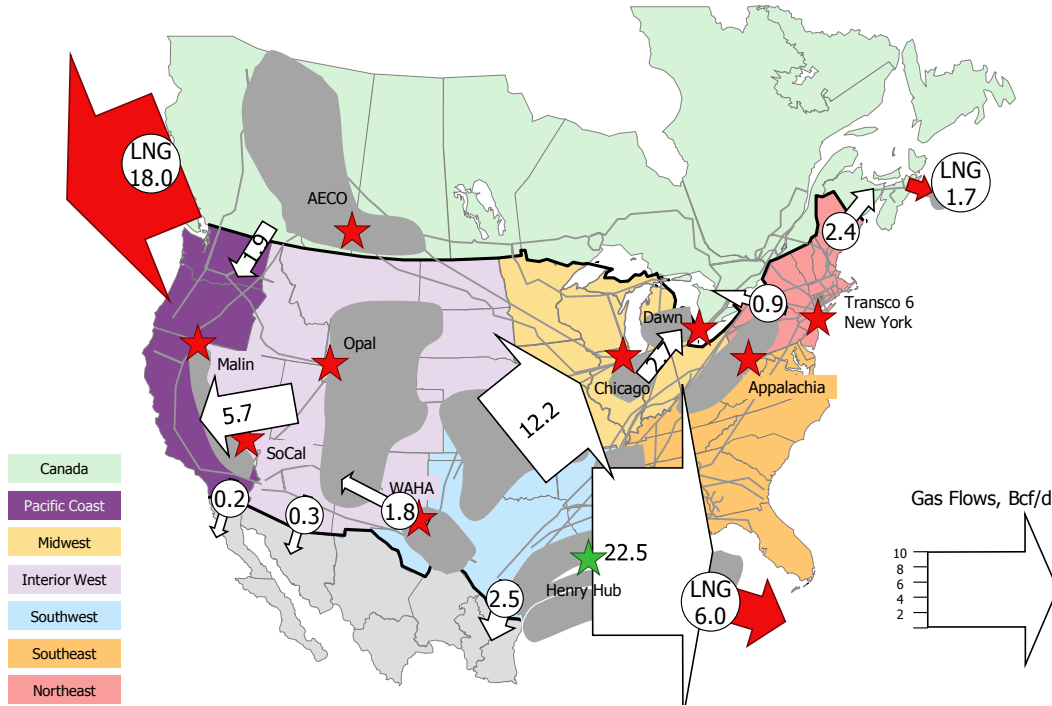 LNG
18.0
AECO
1.9
LNG
1.7
2.4
0.9
Transco 6
New York
Dawn
Malin
Opal
Chicago
Appalachia
5.7
12.2
SoCal
WAHA
0.2
0.3
1.8
2.5
22.5
Henry Hub
LNG
6.0
Canada
Pacific Coast
Midwest
Interior West
Southwest
Southeast
Northeast
Gas Flows, Bcf/d
10
8
6
4
2